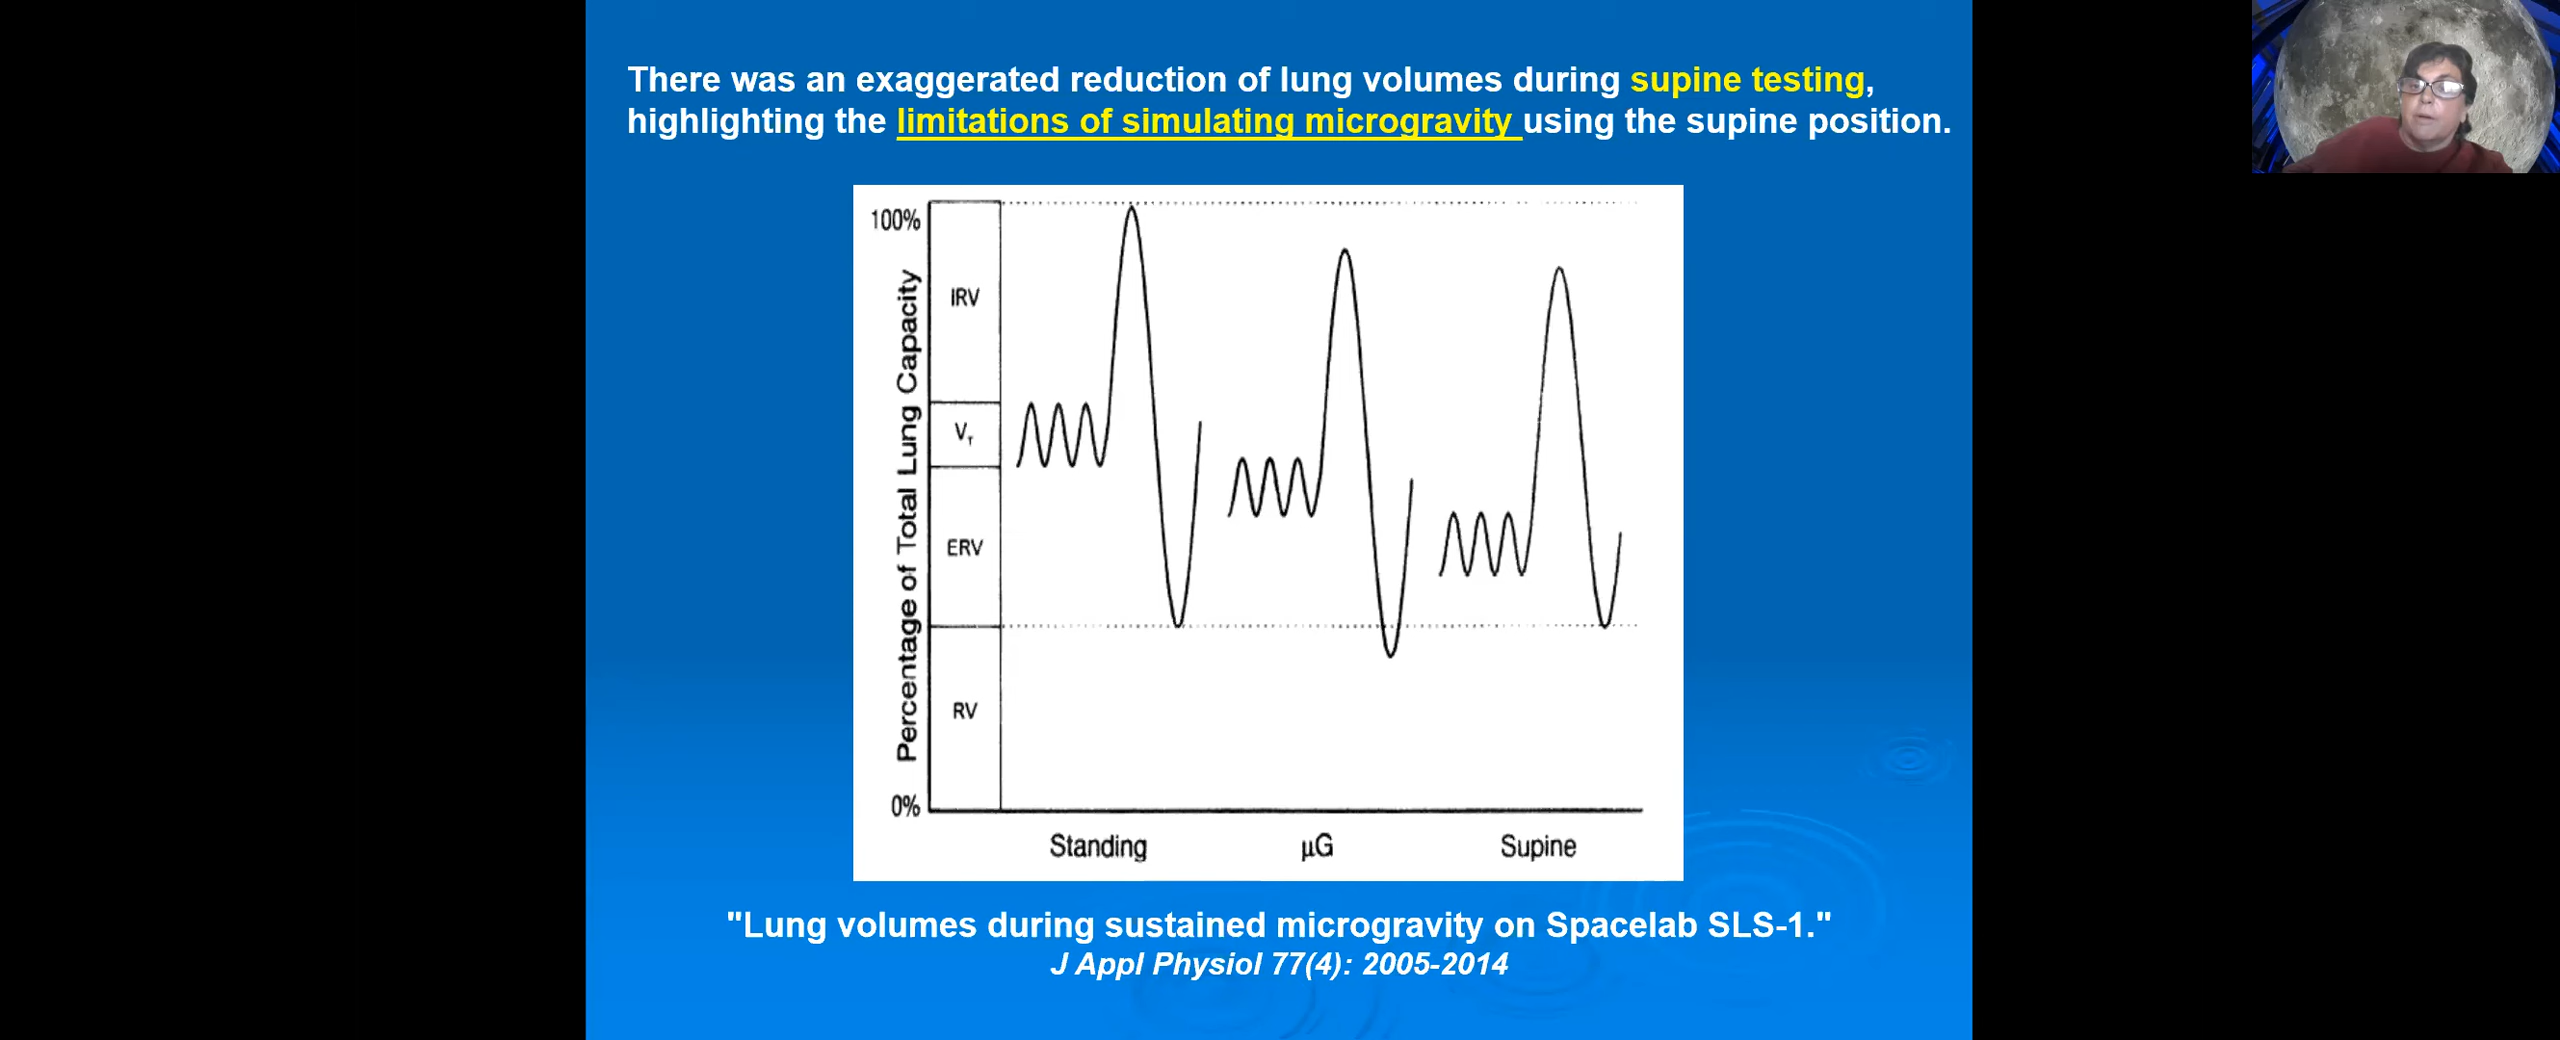 There was an exaggerated reduction of lung volumes during supine testing,
highlighting the limitations of simulating microgravity using the supine position.
100%
IRV
VT
ERV
RV
0%
Percentage of Total Lung Capacity
Standing
µG
Supine
"Lung volumes during sustained microgravity on Spacelab SLS-1."
J Appl Physiol 77(4): 2005-2014